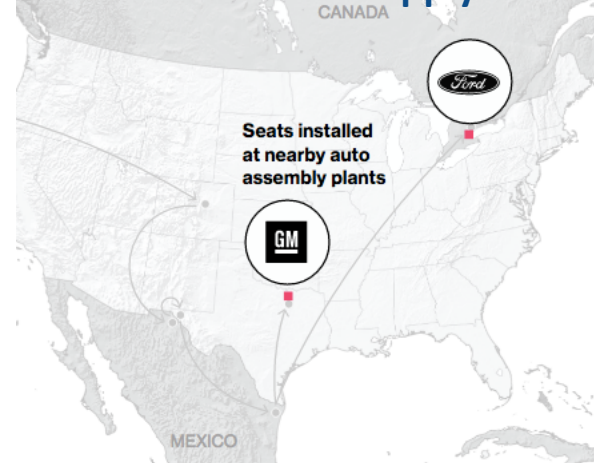 CANADA
Ford
Seats installed
at nearby auto
assembly plants
GM
MEXICO